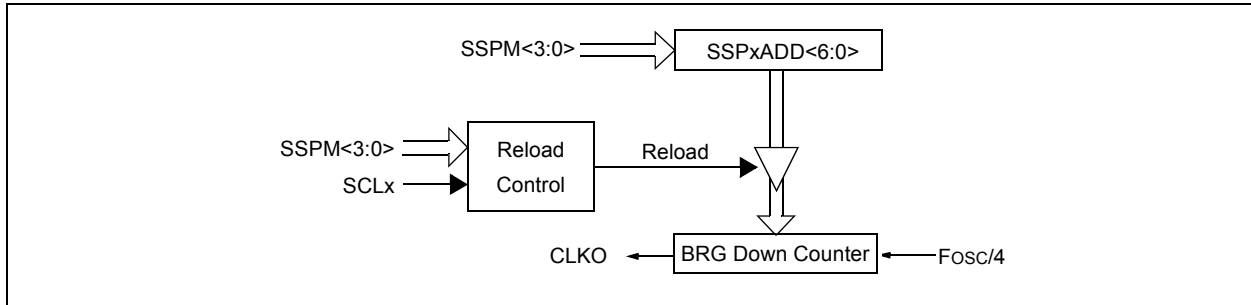 SSPM<3:0>
SSPxADD<6:0>
SSPM<3:0>
SCLx
Reload
Control
Reload
CLKO
BRG Down Counter
FOSC/4